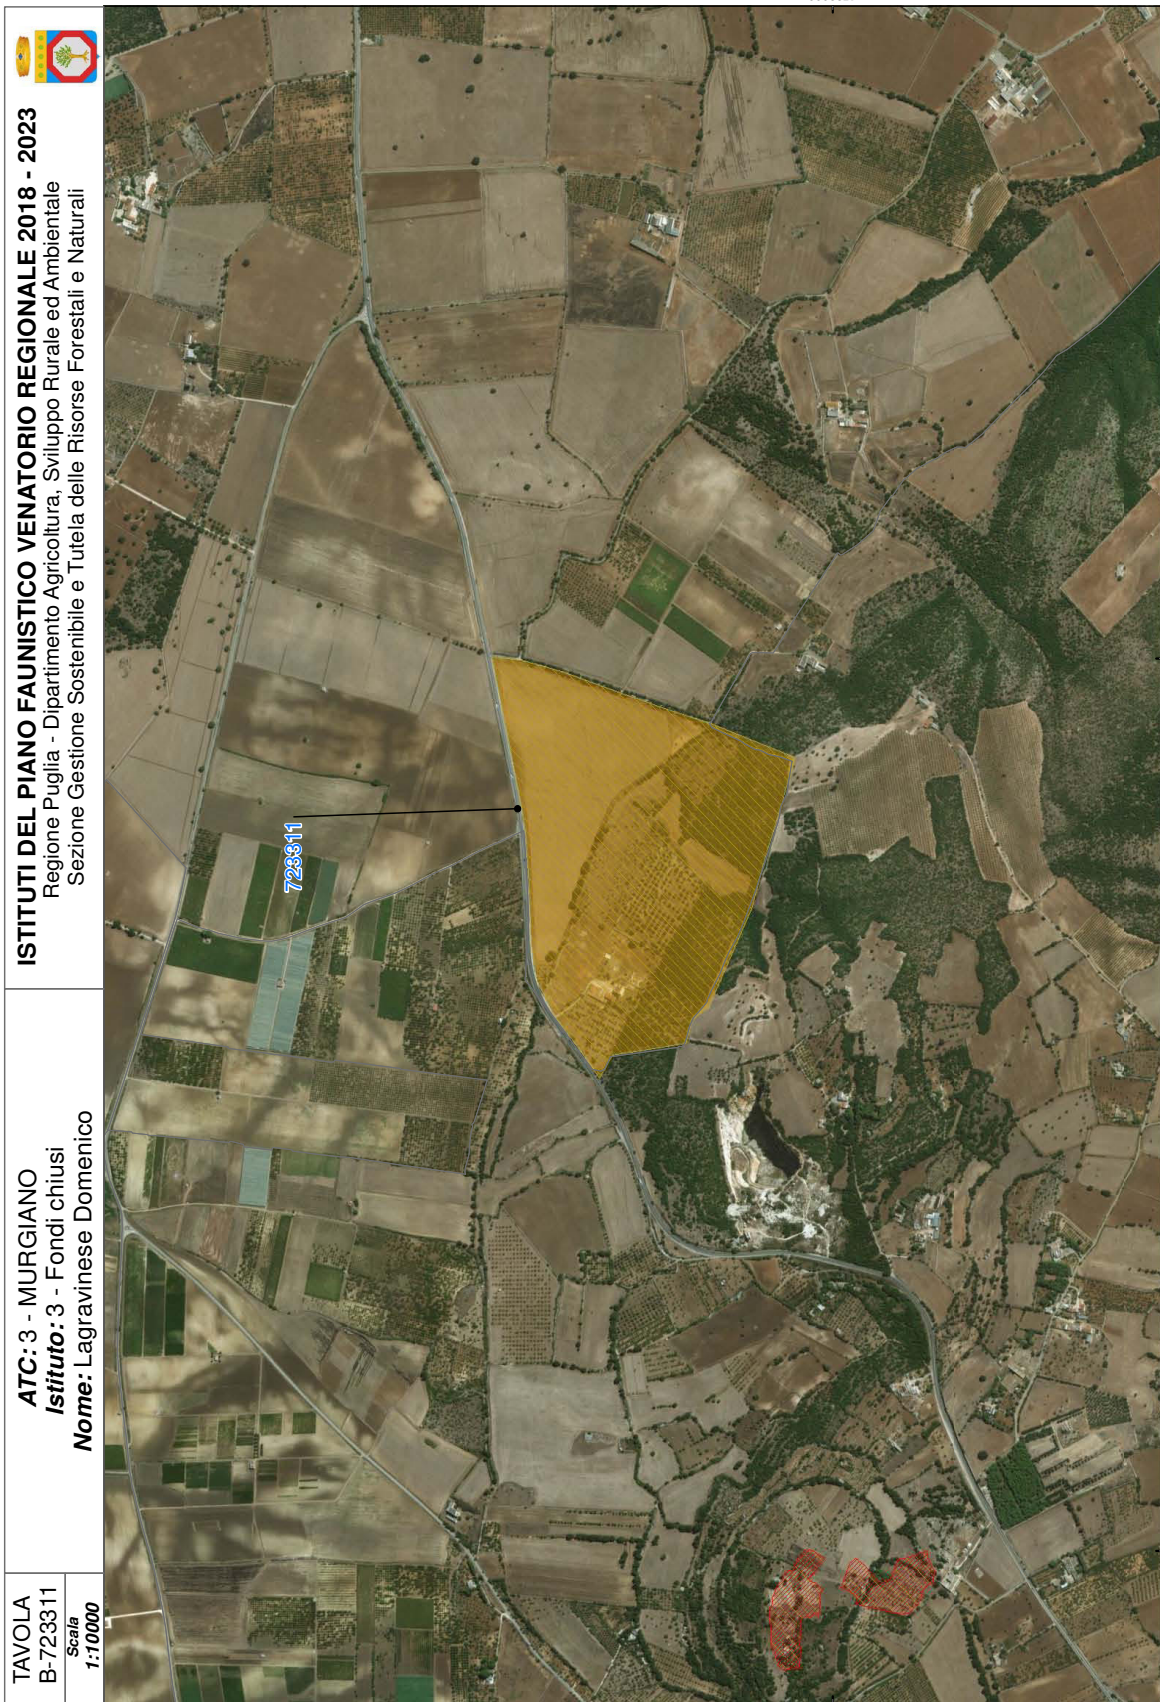 TAVOLA
B-723311
Scala
1:10000
ATC: 3 - MURGIANO
Istituto: 3 - Fondi chiusi
Nome: Lagravinese Domenico
ISTITUTI DEL PIANO FAUNISTICO VENATORIO REGIONALE 2018 - 2023
Regione Puglia - Dipartimento Agricoltura, Sviluppo Rurale ed Ambientale
Sezione Gestione Sostenibile e Tutela delle Risorse Forestali e Naturali
723311